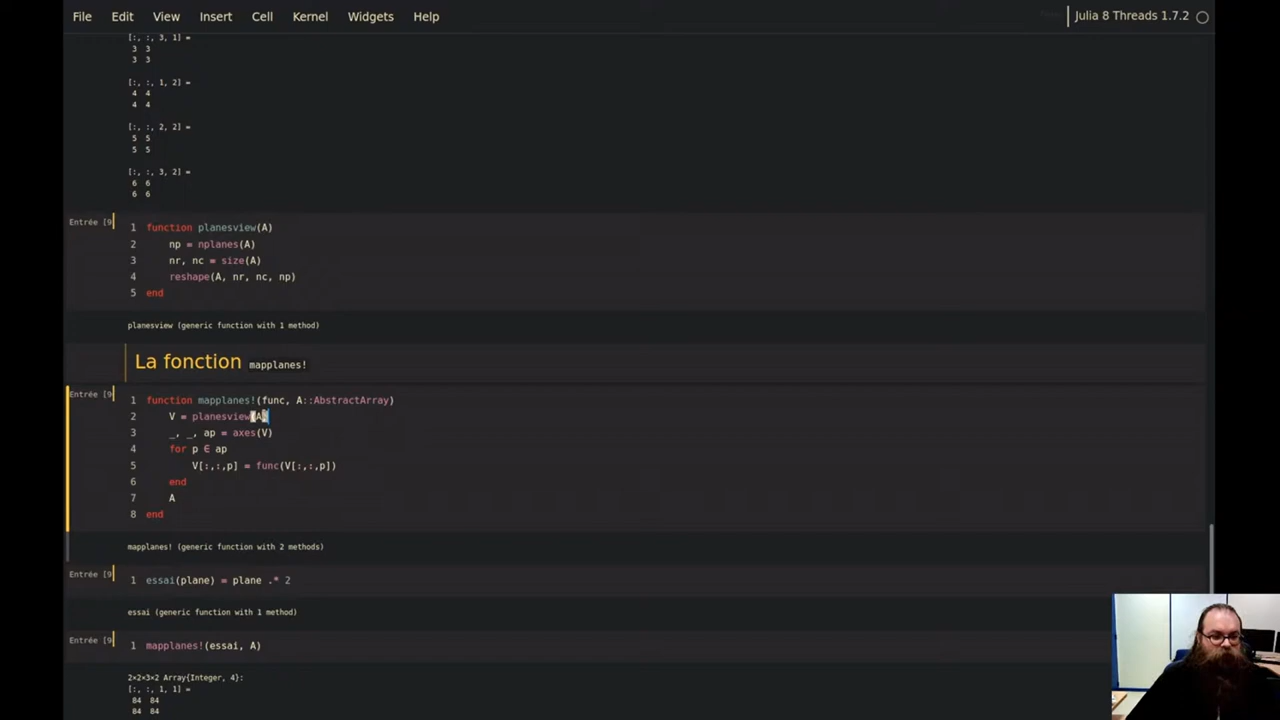 File Edit View Insert Cell Kernel Widgets Help Julia 8 Threads 1.7.2
[:, :, 3, 1] =
3 3
3 3
[:, :, 1, 2] =
4 4
4 4
[:, :, 2, 2] =
5 5
5 5
[:, :, 3, 2] =
6 6
6 6
Entrée [9
1 function planesview(A)
2 np = nplanes(A)
3 nr, nc = size(A)
4 reshape(A, nr, nc, np)
5 end
planesview (generic function with 1 method)
La fonction mapplanes!
Entrée [9
1 function mapplanes!(func, A::AbstractArray)
2 V = planesview(A)
3 _, _, ap = axes(V)
4 for p ∈ ap
5 V[:,:,p] = func(V[:,:,p])
6 end
7 A
8 end
mapplanes! (generic function with 2 methods)
Entrée [9
1 essai(plane) = plane .* 2
essai (generic function with 1 method)
Entrée [9
1 mapplanes!(essai, A)
2×2×3×2 Array{Integer, 4}:
[:, :, 1, 1] =
84 84
84 84